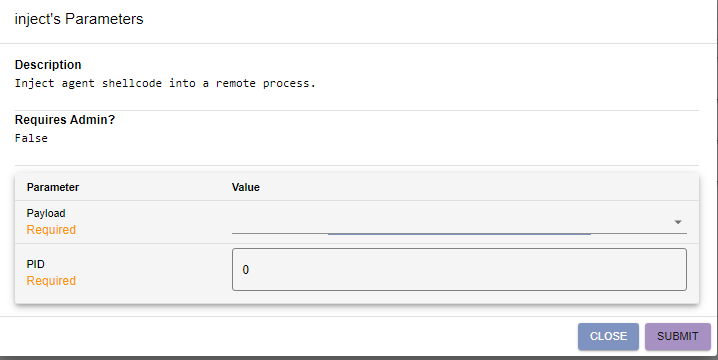 inject's Parameters
Description
Inject agent shellcode into a remote process.
Requires Admin?
False
Parameter Value
Payload
Required
PID
Required
0
CLOSE SUBMIT